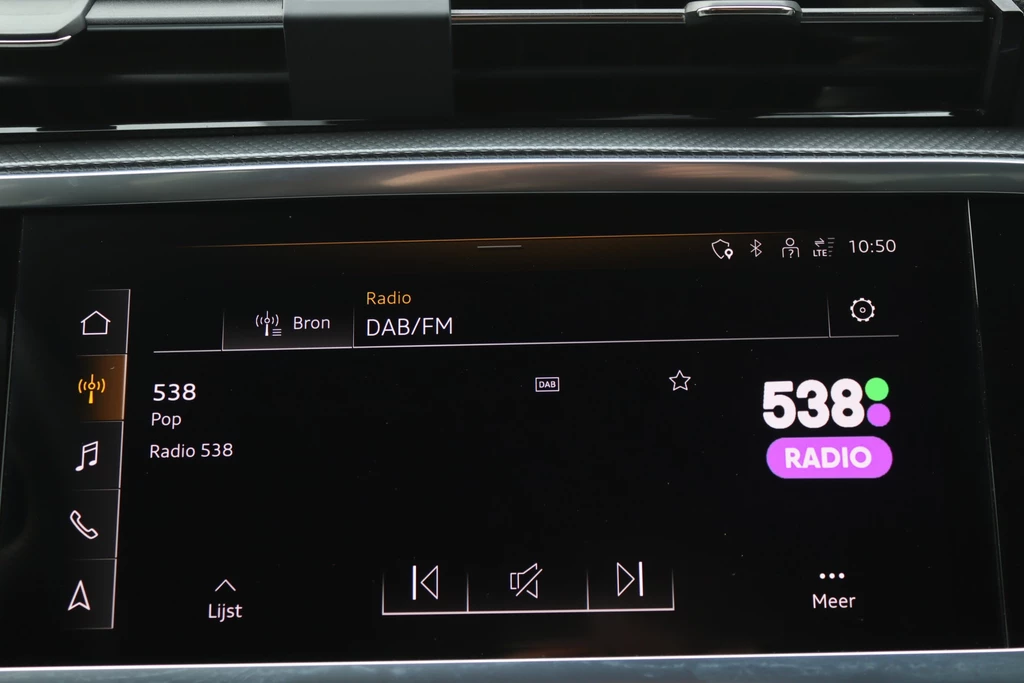 LTE
10:50
Bron
Radio
DAB/FM
538
Pop
Radio 538
DAB
538
RADIO
Lijst
Meer